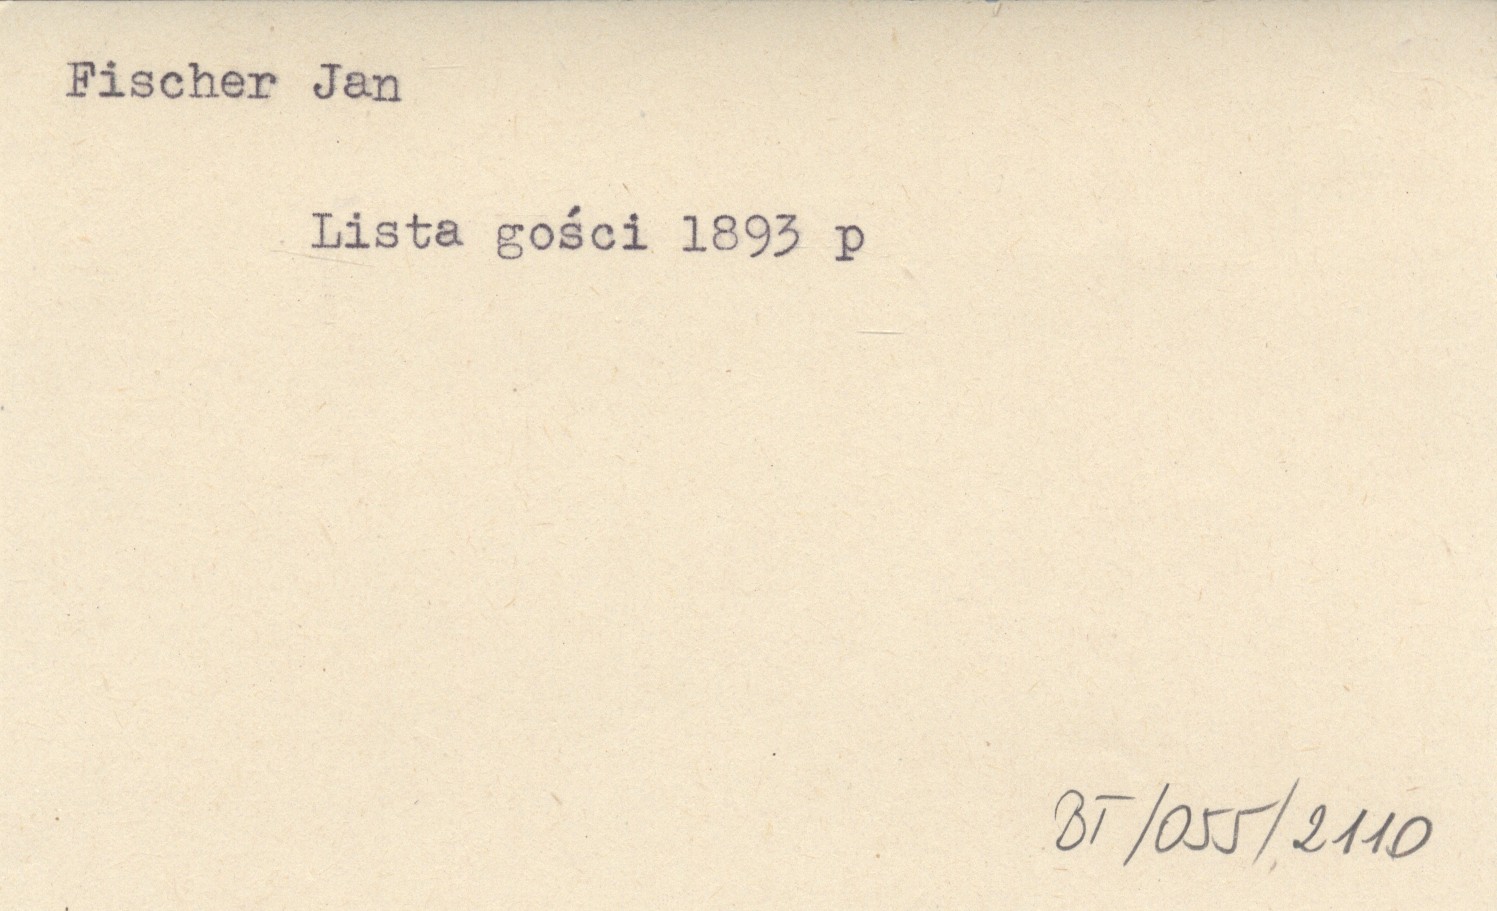 Fischer Jan
Lista gości 1893 p
BT/055/2110